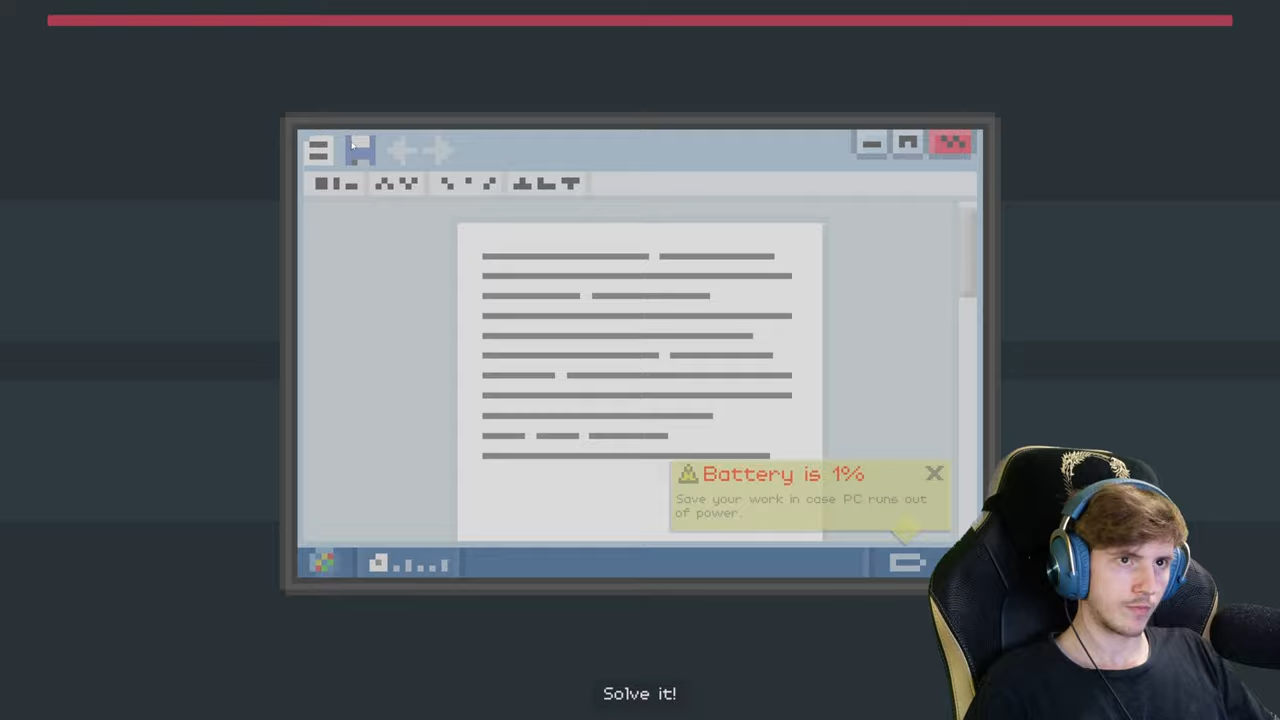 Battery is 1%
Save your work in case PC runs out
of power.
Solve it!